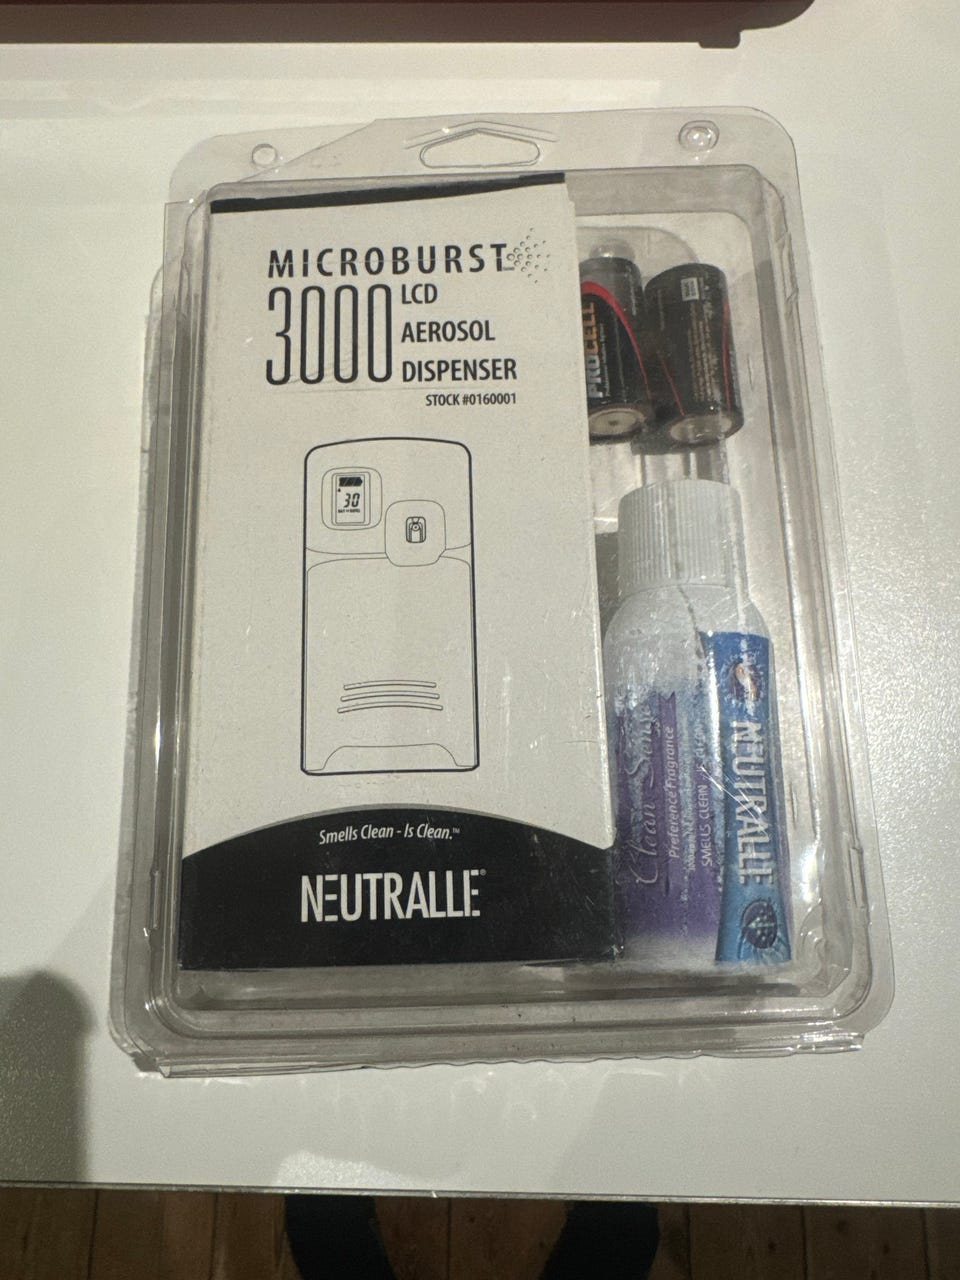 MICROBURST
3000
LCD
AEROSOL
DISPENSER
STOCK #0160001
30
Smells Clean - Is Clean.™
NEUTRALLE®
PROCELL
Clean Sense
Preference Fragrance
SMELLS CLEAN
NEUTRALLE